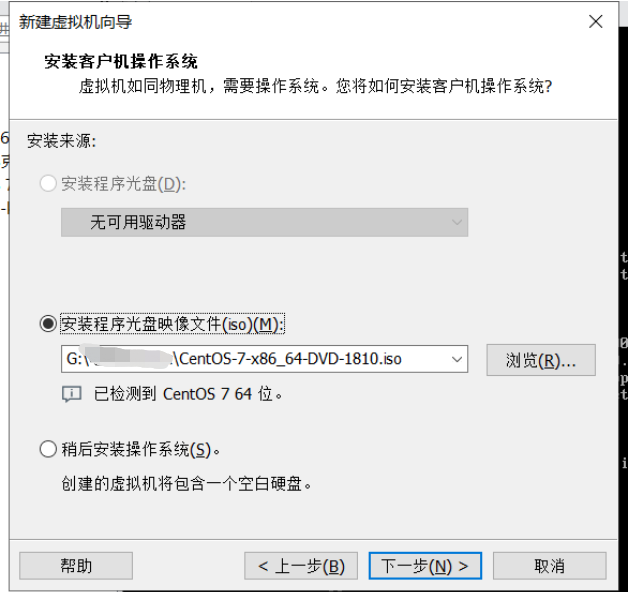 新建虚拟机向导
安装客户机操作系统
虚拟机如同物理机，需要操作系统。您将如何安装客户机操作系统?
安装来源:
安装程序光盘(D):
无可用驱动器
安装程序光盘映像文件(iso)(M):
G:\ \CentOS-7-x86_64-DVD-1810.iso
浏览(R)...
已检测到 CentOS 7 64 位。
稍后安装操作系统(S)。
创建的虚拟机将包含一个空白硬盘。
帮助
< 上一步(B)
下一步(N) >
取消